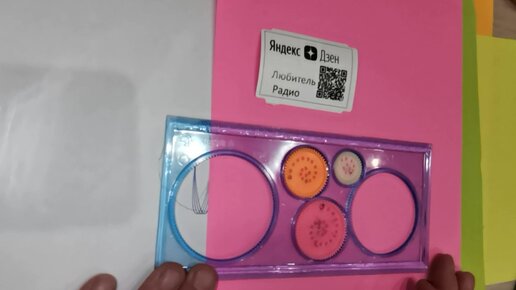 Яндекс Дзен
Любитель
Радио